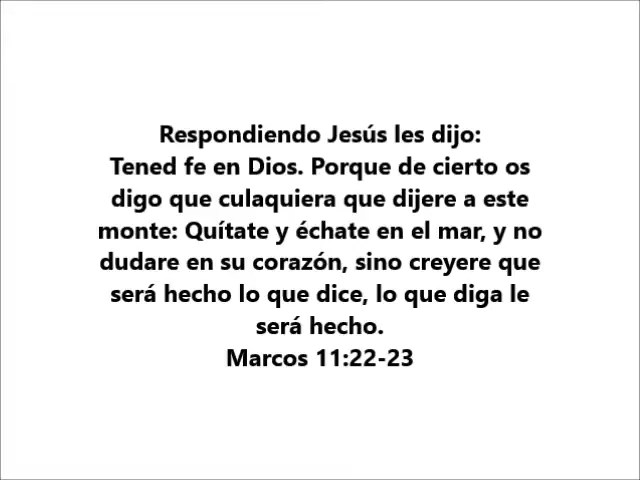 Respondiendo Jesús les dijo:
Tened fe en Dios. Porque de cierto os
digo que culaquiera que dijere a este
monte: Quítate y échate en el mar, y no
dudare en su corazón, sino creyere que
será hecho lo que dice, lo que diga le
será hecho.
Marcos 11:22-23